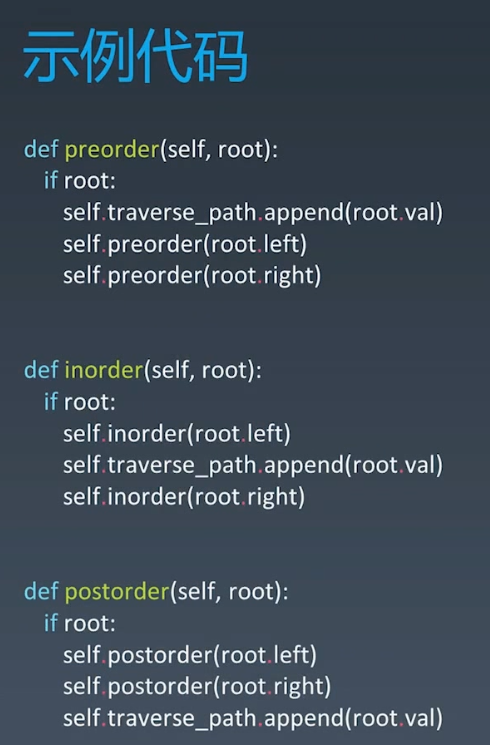 示例代码
def preorder(self, root):
if root:
self.traverse_path.append(root.val)
self.preorder(root.left)
self.preorder(root.right)
def inorder(self, root):
if root:
self.inorder(root.left)
self.traverse_path.append(root.val)
self.inorder(root.right)
def postorder(self, root):
if root:
self.postorder(root.left)
self.postorder(root.right)
self.traverse_path.append(root.val)